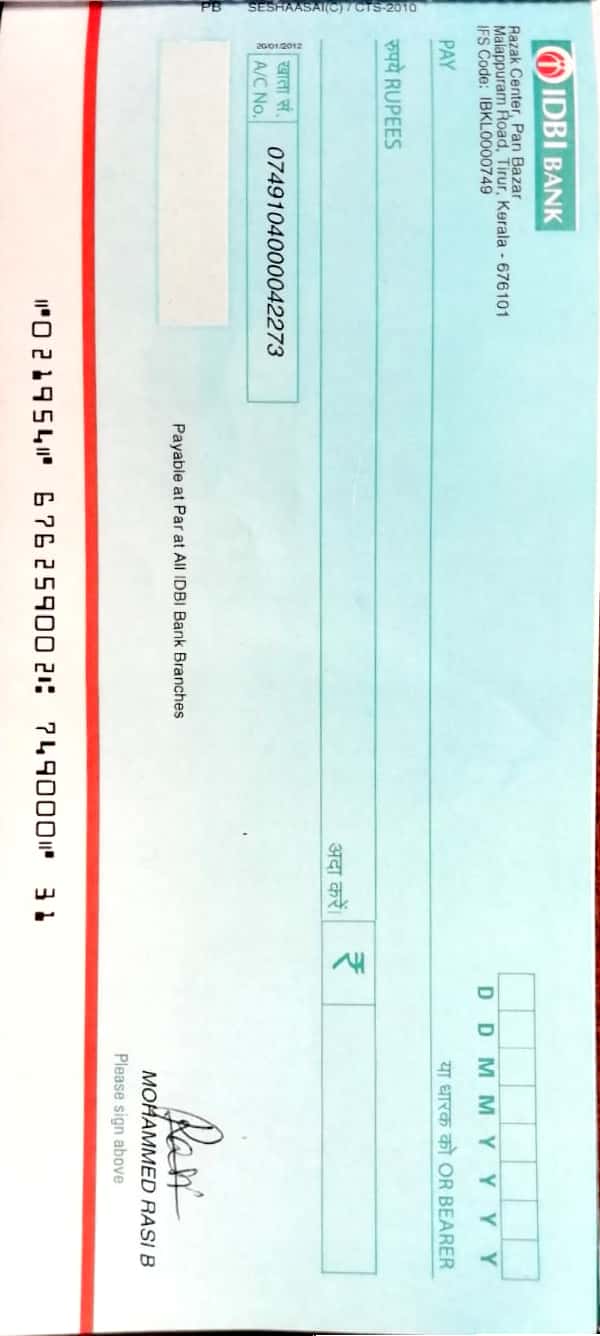 IDBI BANK
Razak Center, Pan Bazar
Malappuram Road, Tirur, Kerala - 676101
IFS Code: IBKL0000749
D D M M Y Y Y Y
PAY या धारक को OR BEARER
रुपये RUPEES
अदा करें। ₹
SESHAASAI(C) / CTS-2010
PB
20/01/2012
खाता सं.
A/C No. 0749104000042273
Payable at Par at All IDBI Bank Branches
Rasi
MOHAMMED RASI B
Please sign above
⑈021954⑈ 676259002⑆ 749000⑈ 31